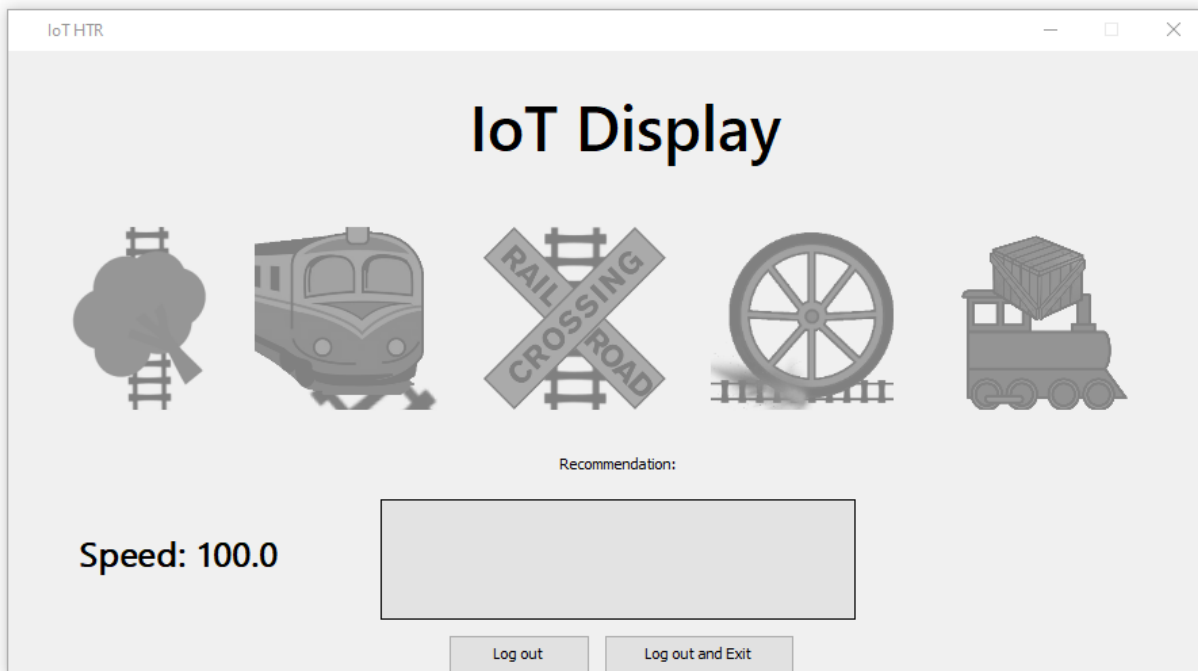 IoT HTR
IoT Display
RAIL ROAD
CROSSING
Recommendation:
Speed: 100.0
Log out
Log out and Exit